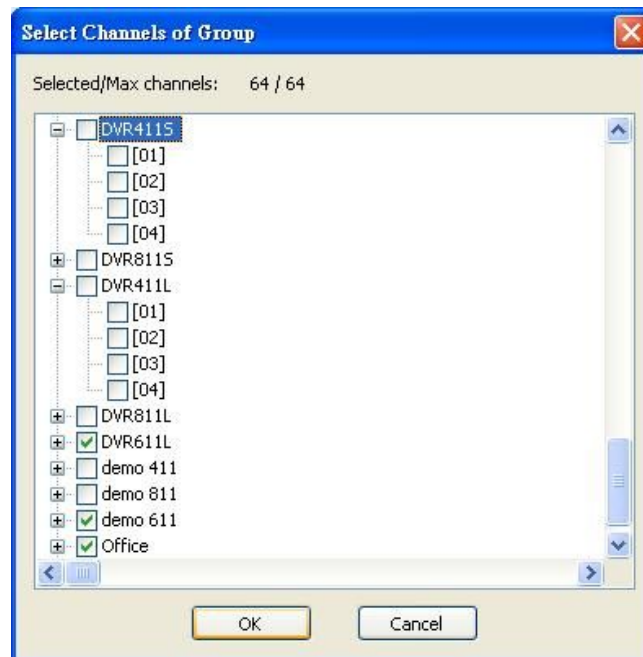 Select Channels of Group
Selected/Max channels: 64 / 64
DVR411S
[01]
[02]
[03]
[04]
DVR811S
DVR411L
[01]
[02]
[03]
[04]
DVR811L
DVR611L
demo 411
demo 811
demo 611
Office
OK Cancel